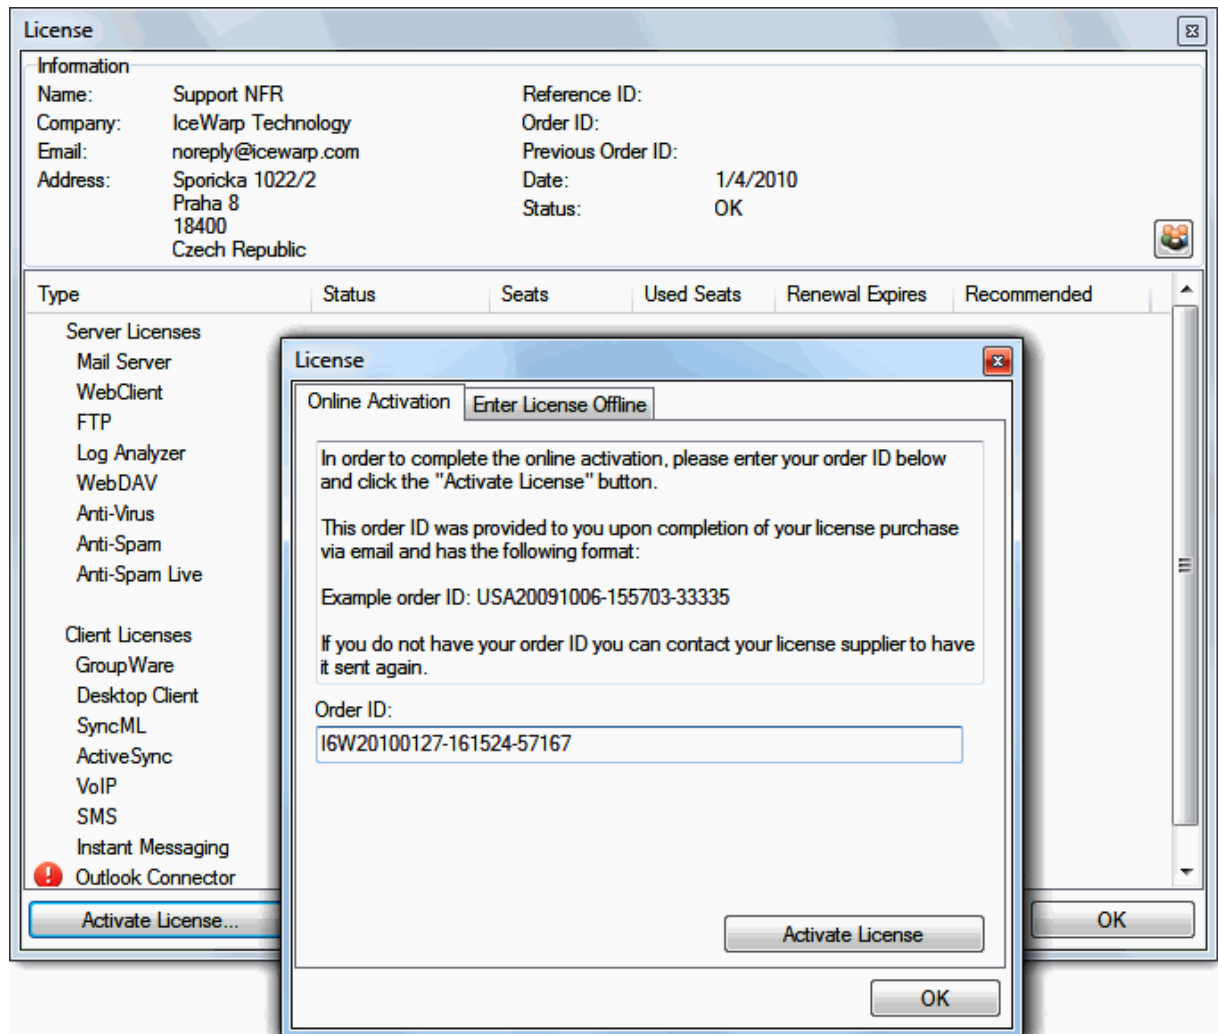 License
Information
Name: Support NFR Reference ID:
Company: IceWarp Technology Order ID:
Email: noreply@icewarp.com Previous Order ID:
Address: Sporicka 1022/2 Date: 1/4/2010
Praha 8 Status: OK
18400
Czech Republic
Type Status Seats Used Seats Renewal Expires Recommended
Server Licenses
Mail Server
WebClient
FTP
Log Analyzer
WebDAV
Anti-Virus
Anti-Spam
Anti-Spam Live
Client Licenses
GroupWare
Desktop Client
SyncML
ActiveSync
VoIP
SMS
Instant Messaging
Outlook Connector
Activate License...
OK
License
Online Activation Enter License Offline
In order to complete the online activation, please enter your order ID below
and click the "Activate License" button.
This order ID was provided to you upon completion of your license purchase
via email and has the following format:
Example order ID: USA20091006-155703-33335
If you do not have your order ID you can contact your license supplier to have
it sent again.
Order ID:
I6W20100127-161524-57167
Activate License
OK